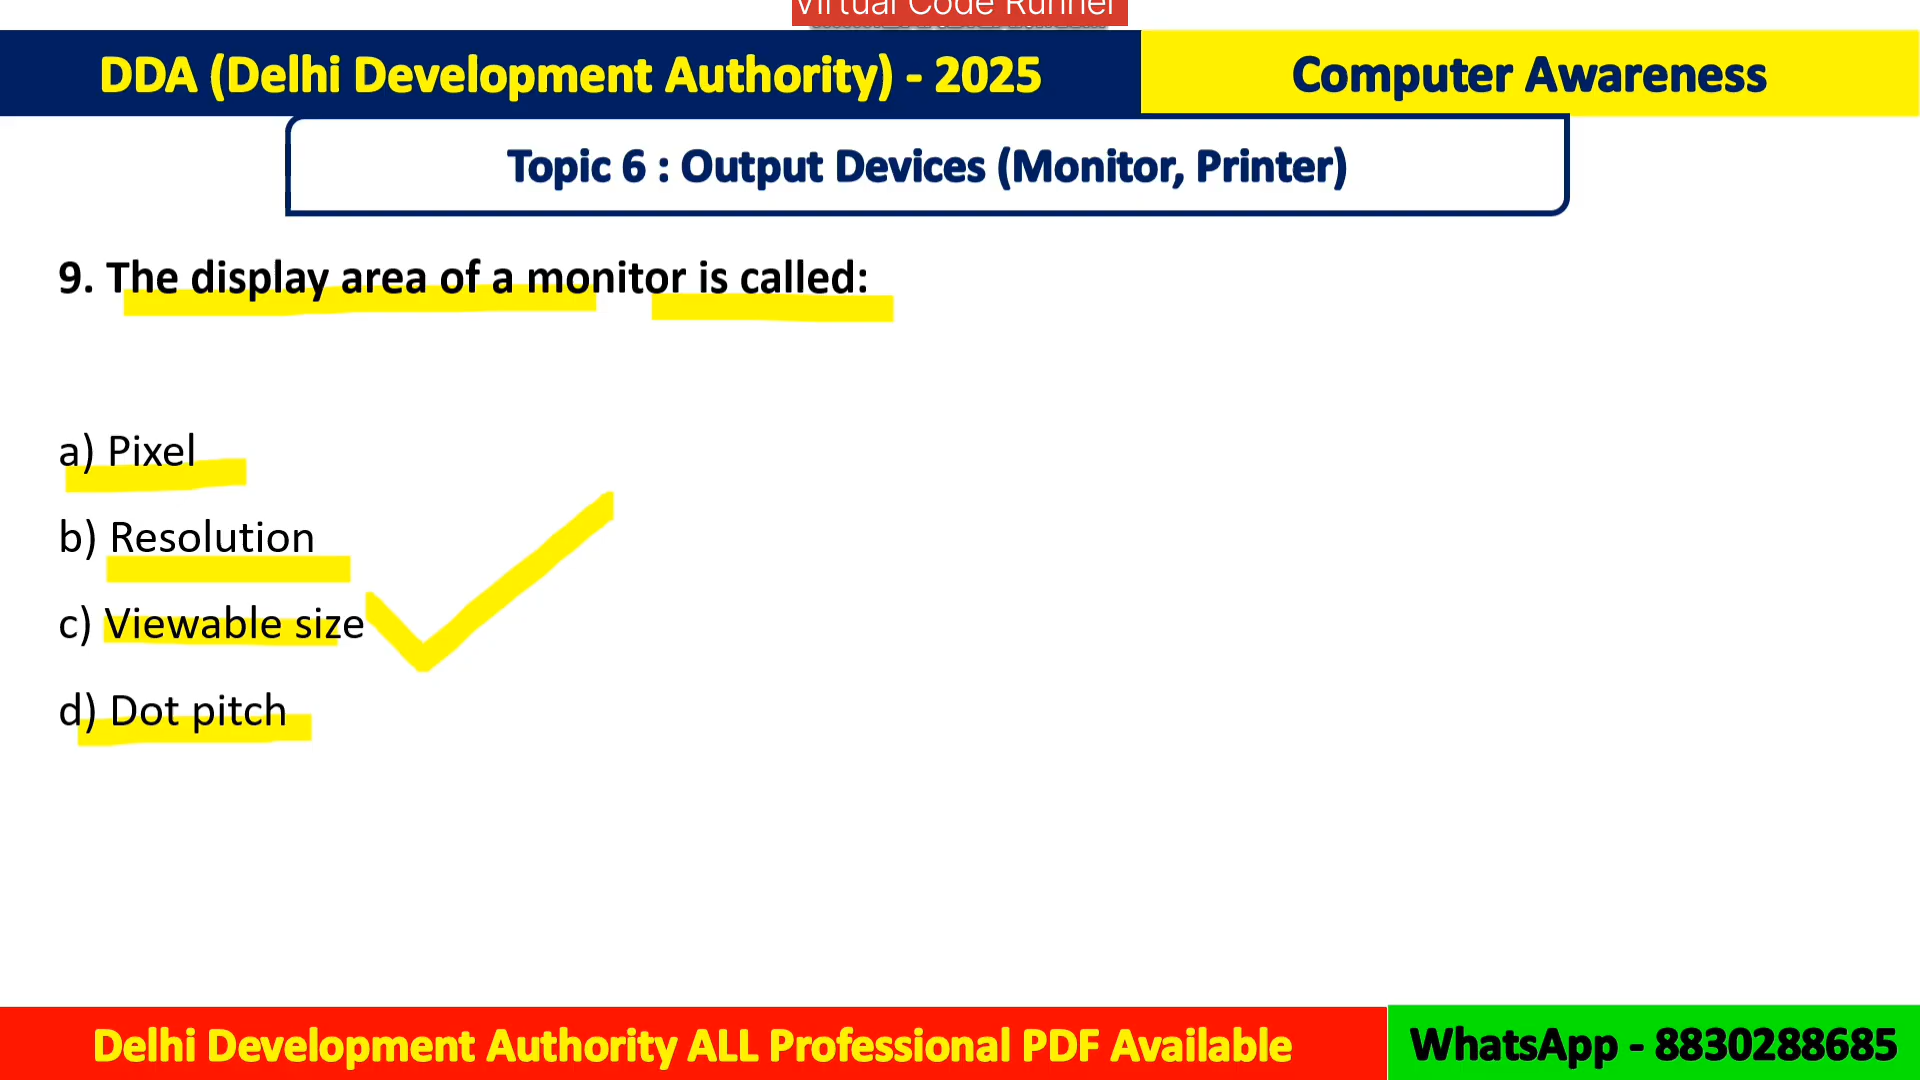 Virtual Code Runner
DDA (Delhi Development Authority) - 2025
Computer Awareness
Topic 6 : Output Devices (Monitor, Printer)
9. The display area of a monitor is called:
a) Pixel
b) Resolution
c) Viewable size
d) Dot pitch
Delhi Development Authority ALL Professional PDF Available
WhatsApp - 8830288685